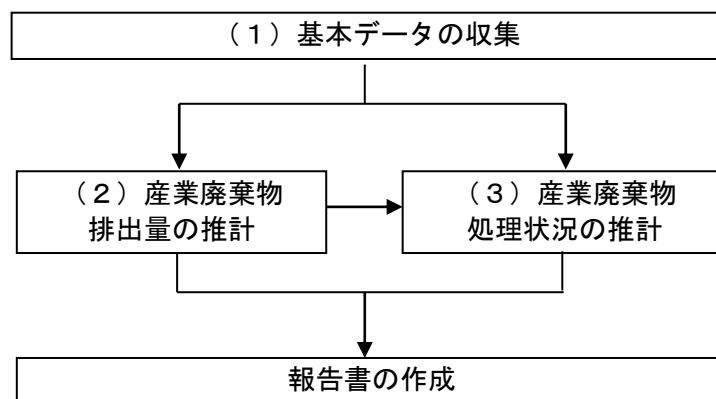 （１）基本データの収集
（２）産業廃棄物
排出量の推計
（３）産業廃棄物
処理状況の推計
報告書の作成